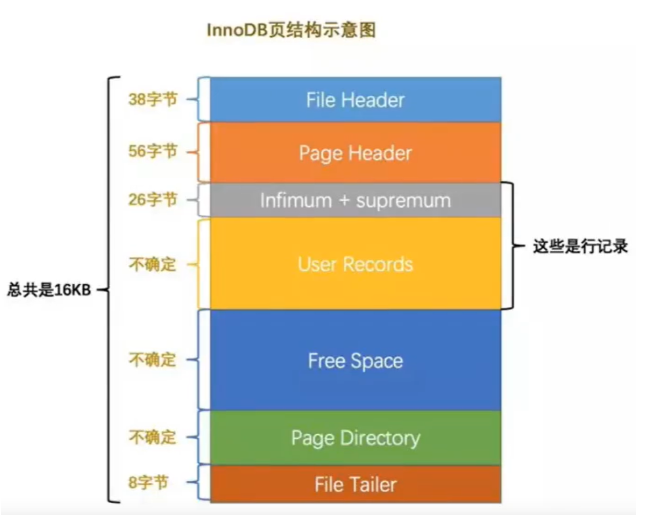 InnoDB页结构示意图
38字节
File Header
56字节
Page Header
26字节
Infimum + supremum
这些是行记录
不确定
User Records
总共是16KB
不确定
Free Space
不确定
Page Directory
8字节
File Tailer